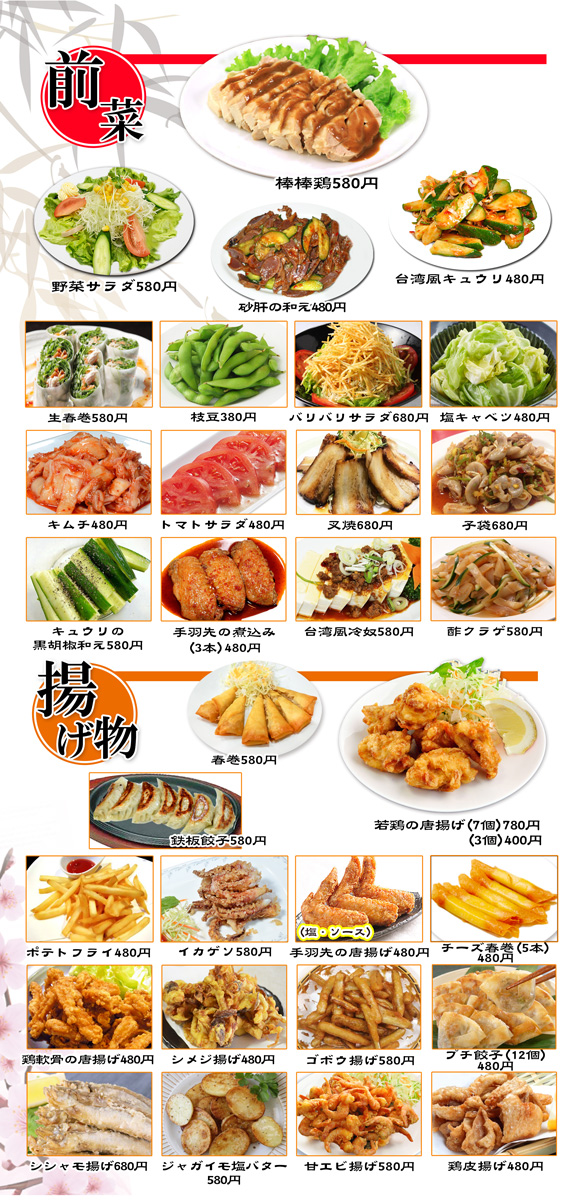 前菜
棒棒鶏580円
野菜サラダ580円
砂肝の和え480円
台湾風キュウリ480円
生春巻580円
枝豆380円
バリバリサラダ680円
塩キャベツ480円
キムチ480円
トマトサラダ480円
叉焼680円
子袋680円
キュウリの
黒胡椒和え580円
手羽先の煮込み
(3本)480円
台湾風冷奴580円
酢クラゲ580円
揚げ物
春巻580円
若鶏の唐揚げ(7個)780円
(3個)400円
鉄板餃子580円
ポテトフライ480円
イカゲソ580円
(塩・ソース)
手羽先の唐揚げ480円
チーズ春巻(5本)
480円
鶏軟骨の唐揚480円
シメジ揚げ480円
ゴボウ揚げ580円
プチ餃子(12個)
480円
シシャモ揚げ680円
ジャガイモ塩バター
580円
甘エビ揚げ580円
鶏皮揚げ480円